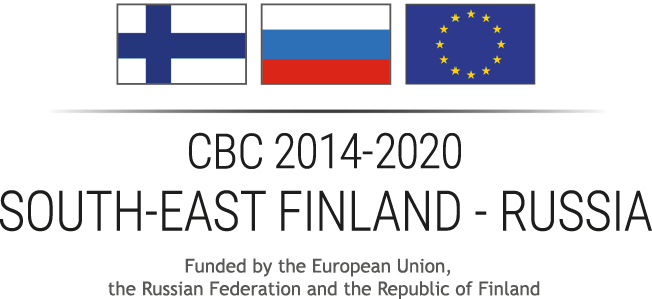 CBC 2014-2020
SOUTH-EAST FINLAND - RUSSIA
Funded by the European Union,
the Russian Federation and the Republic of Finland